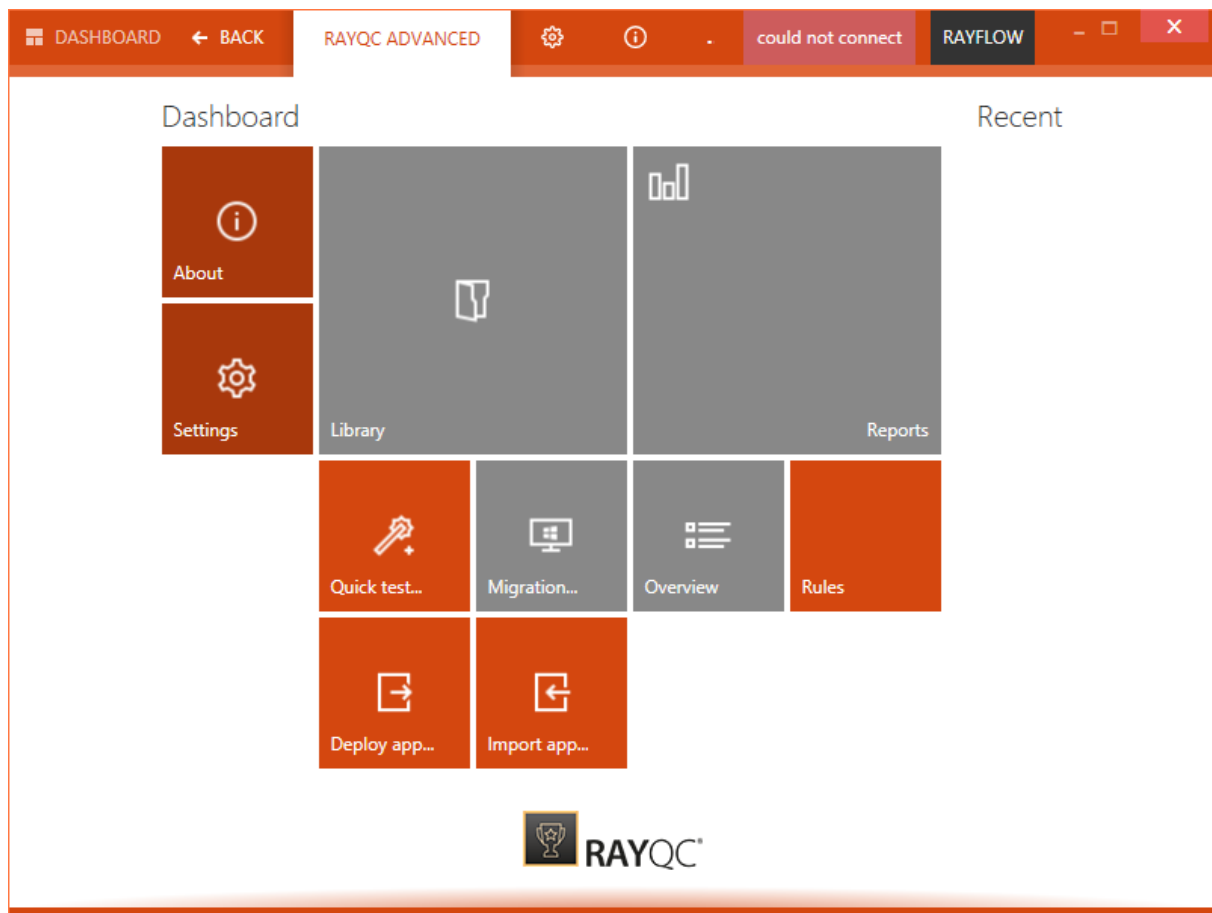 DASHBOARD BACK RAYQC ADVANCED . could not connect RAYFLOW
Dashboard
Recent
About
Settings
Library
Reports
Quick test...
Migration...
Overview
Rules
Deploy app...
Import app...
RAYQC®